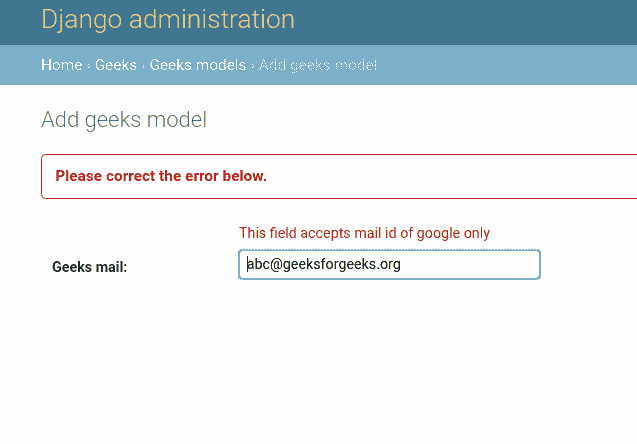 Django administration
Home › Geeks › Geeks models › Add geeks model
Add geeks model
Please correct the error below.
This field accepts mail id of google only
Geeks mail: abc@geeksforgeeks.org